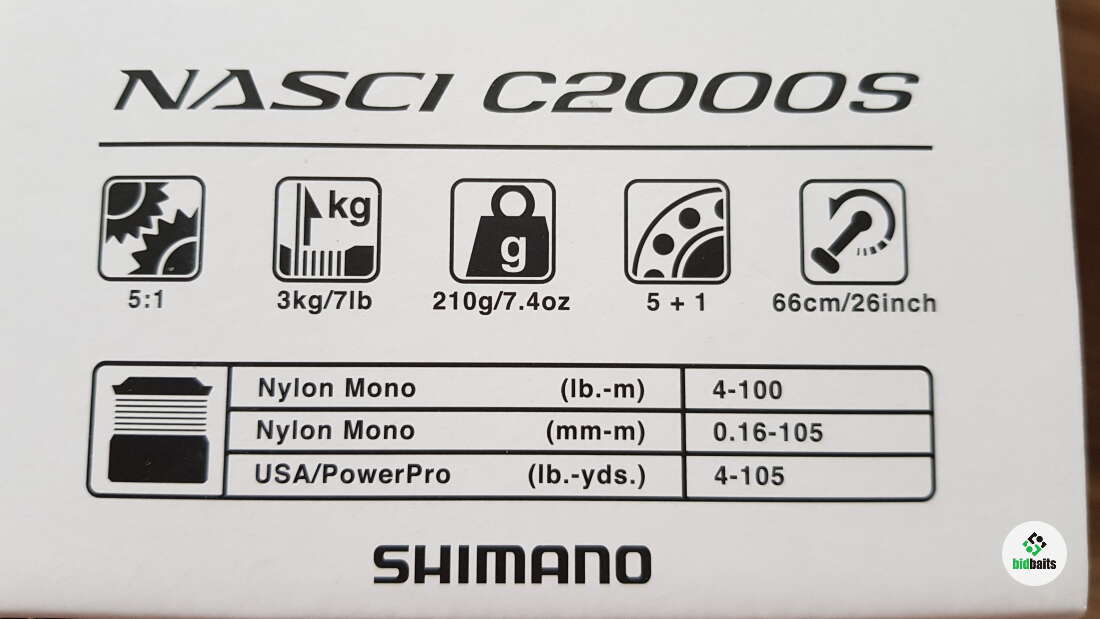 NASCI C2000S
kg
g
5:1 3kg/7lb 210g/7.4oz 5 + 1 66cm/26inch
Nylon Mono (lb.-m) 4-100
Nylon Mono (mm-m) 0.16-105
USA/PowerPro (lb.-yds.) 4-105
SHIMANO
bidbaits